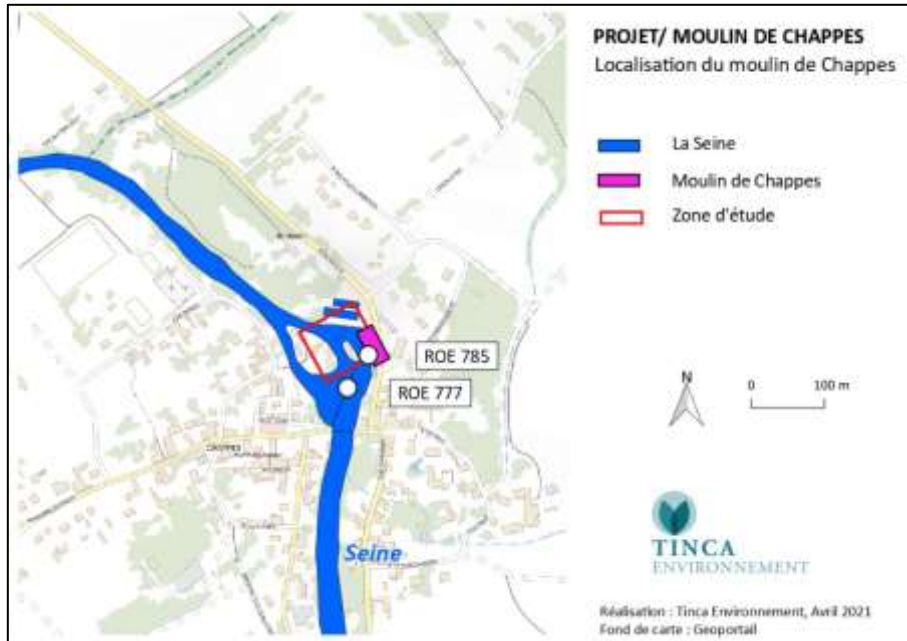 PROJET/ MOULIN DE CHAPPES
Localisation du moulin de Chappes
La Seine
Moulin de Chappes
Zone d'étude
ROE 785
ROE 777
N
0 100 m
CHAPPES
Seine
TINCA
ENVIRONNEMENT
Réalisation : Tinca Environnement, Avril 2021
Fond de carte : Geoportail